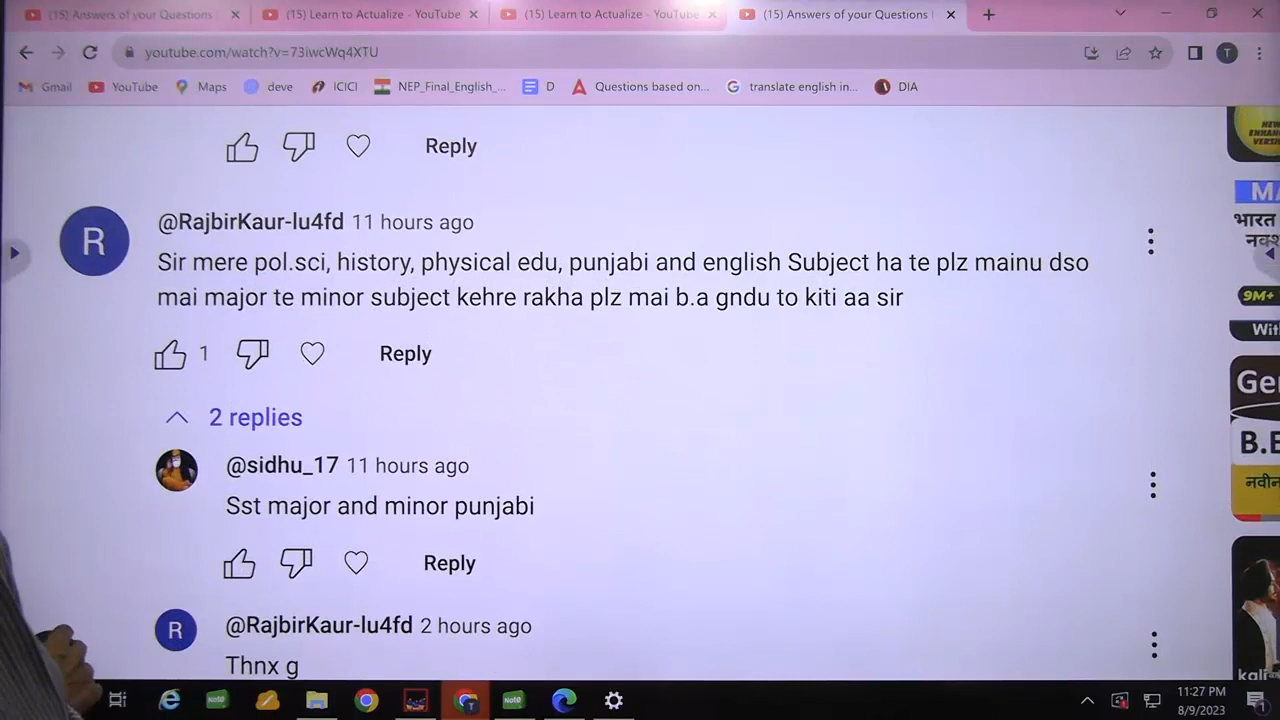 (15) Answers of your Questions
(15) Learn to Actualize - YouTube
(15) Learn to Actualize - YouTube
(15) Answers of your Questions
youtube.com/watch?v=73iwcWq4XTU
T
Gmail
YouTube
Maps
deve
ICICI
NEP_Final_English_...
D
Questions based on...
translate english in...
DIA
Reply
R
@RajbirKaur-lu4fd 11 hours ago
Sir mere pol.sci, history, physical edu, punjabi and english Subject ha te plz mainu dso
mai major te minor subject kehre rakha plz mai b.a gndu to kiti aa sir
1
Reply
2 replies
@sidhu_17 11 hours ago
Sst major and minor punjabi
Reply
R
@RajbirKaur-lu4fd 2 hours ago
Thnx g
NEW
भारत
9M+
B.E
नवीन
11:27 PM
8/9/2023